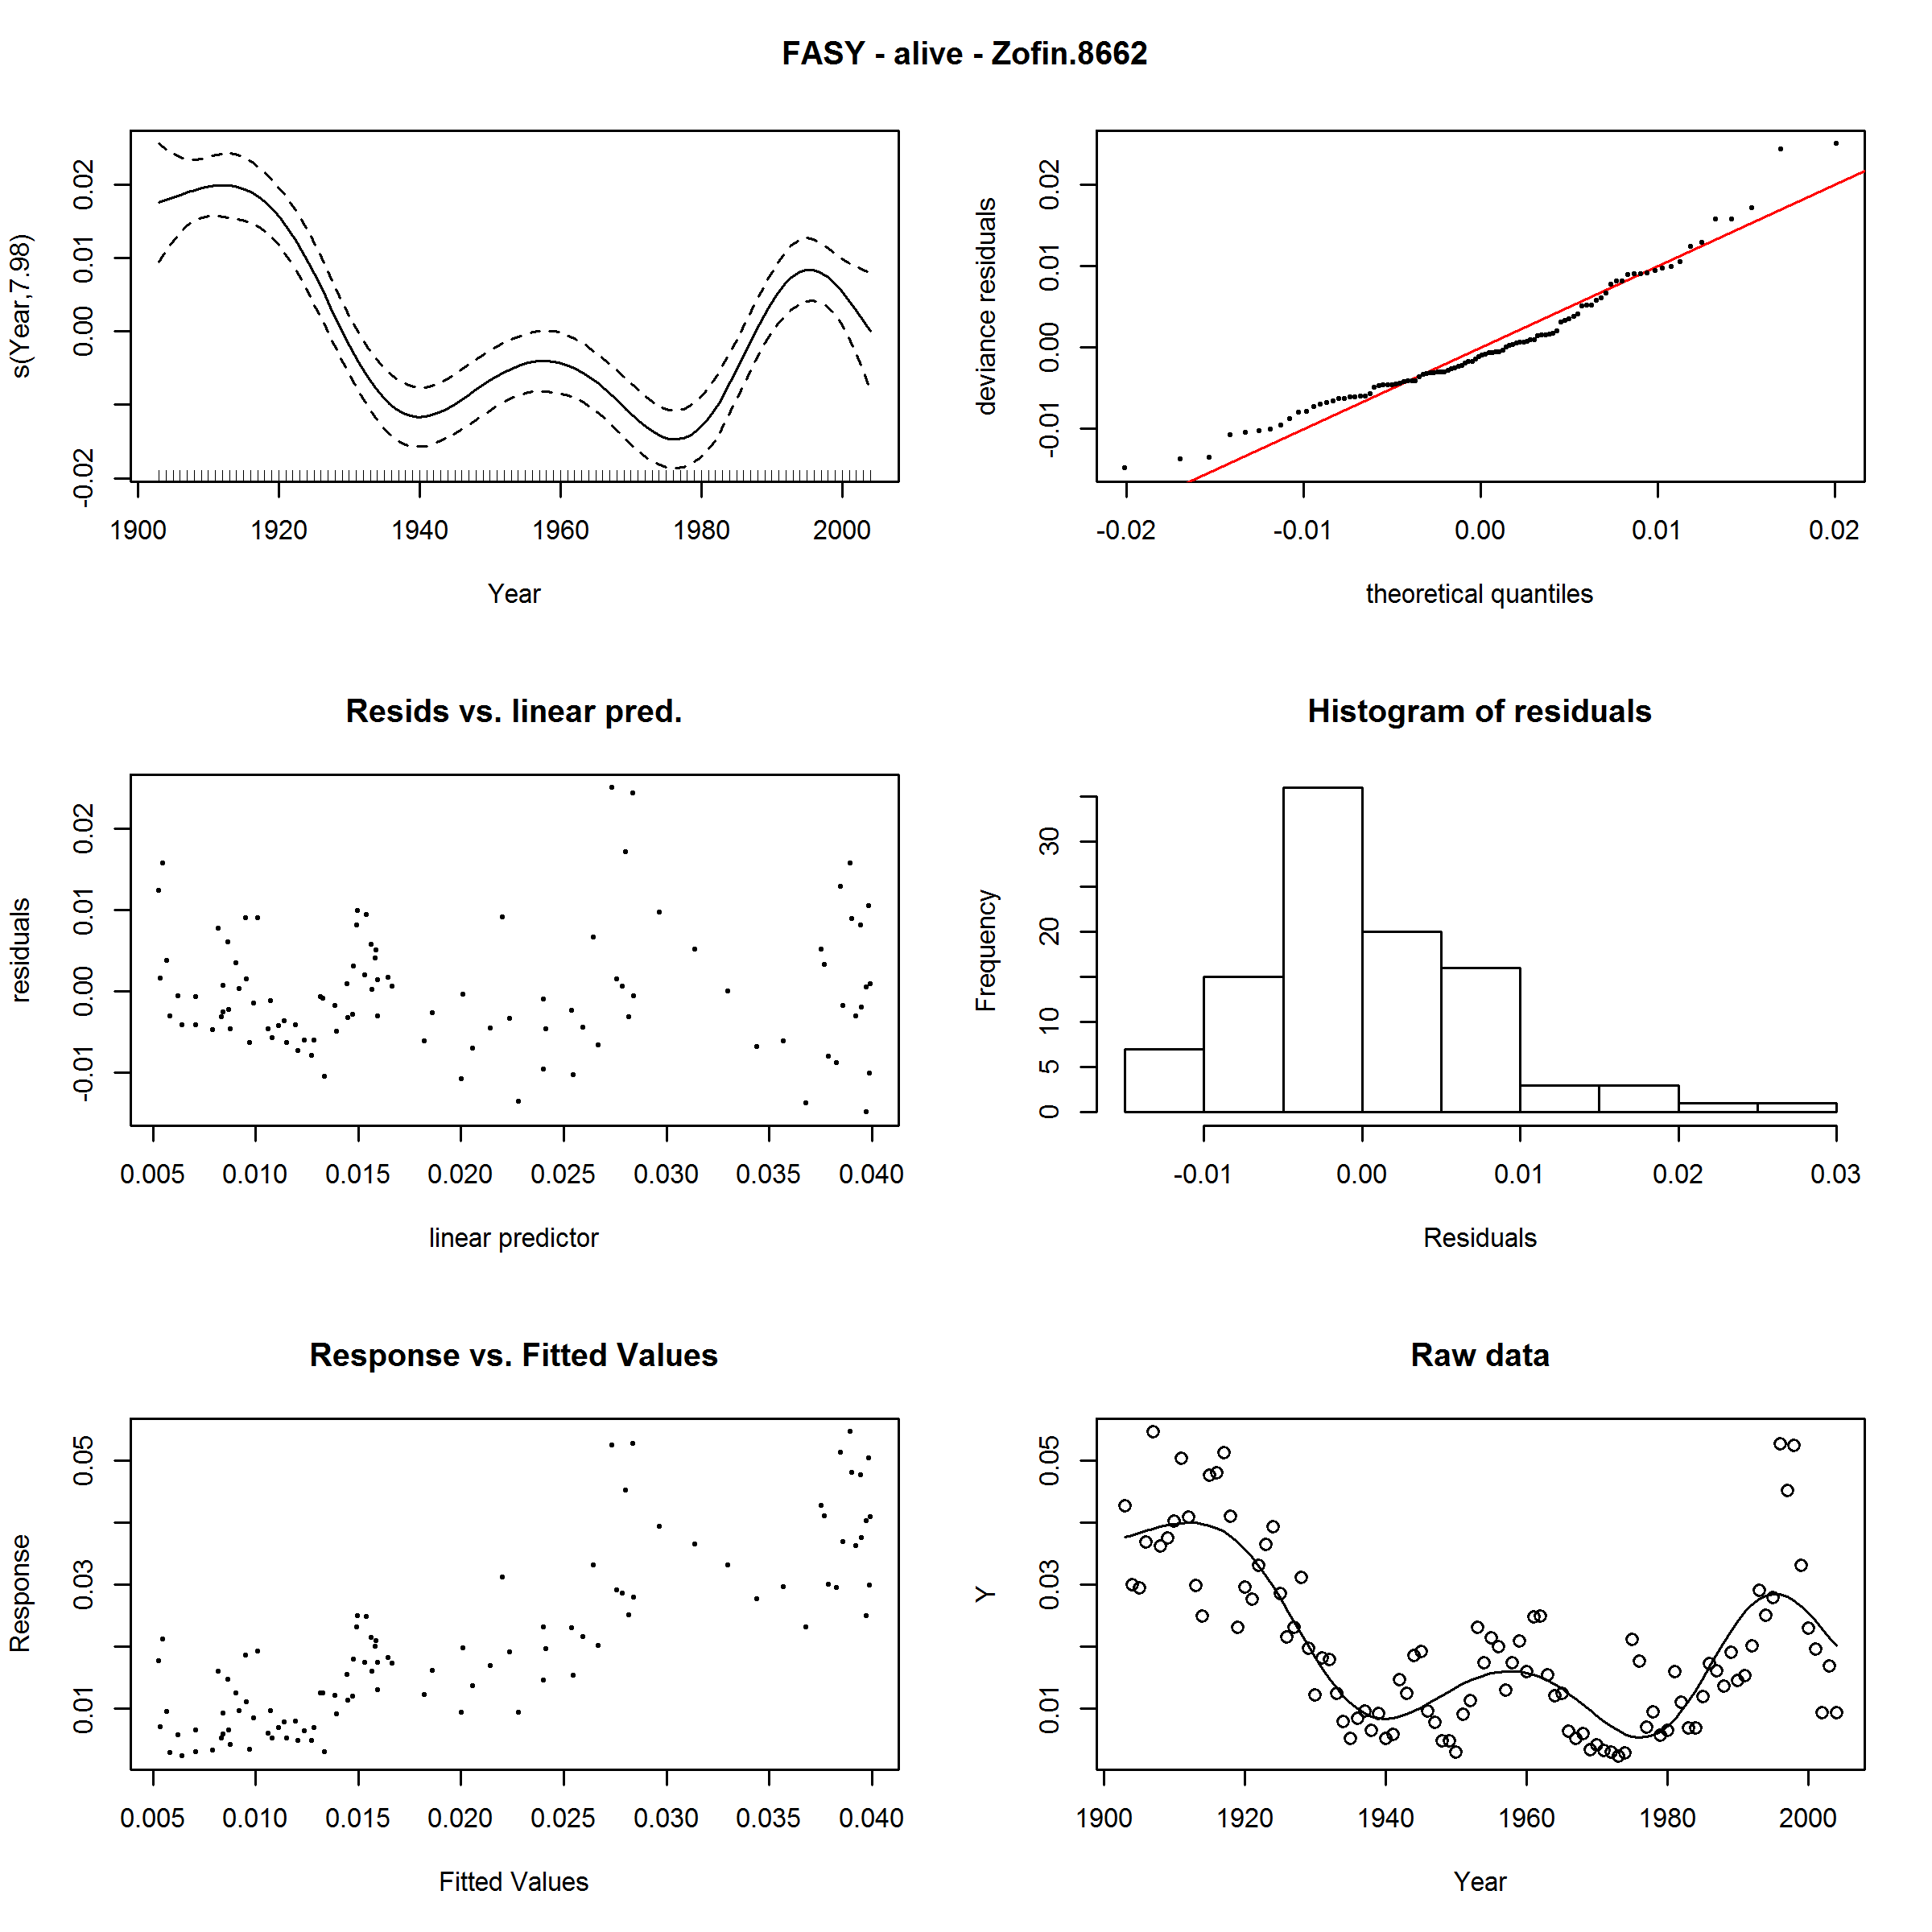 FASY - alive - Zofin.8662
s(Year,7.98)
-0.02 0.00 0.01 0.02
1900 1920 1940 1960 1980 2000
Year
deviance residuals
-0.01 0.00 0.01 0.02
-0.02 -0.01 0.00 0.01 0.02
theoretical quantiles
Resids vs. linear pred.
residuals
-0.01 0.00 0.01 0.02
0.005 0.010 0.015 0.020 0.025 0.030 0.035 0.040
linear predictor
Histogram of residuals
Frequency
0 5 10 20 30
-0.01 0.00 0.01 0.02 0.03
Residuals
Response vs. Fitted Values
Response
0.01 0.03 0.05
0.005 0.010 0.015 0.020 0.025 0.030 0.035 0.040
Fitted Values
Raw data
Y
0.01 0.03 0.05
1900 1920 1940 1960 1980 2000
Year